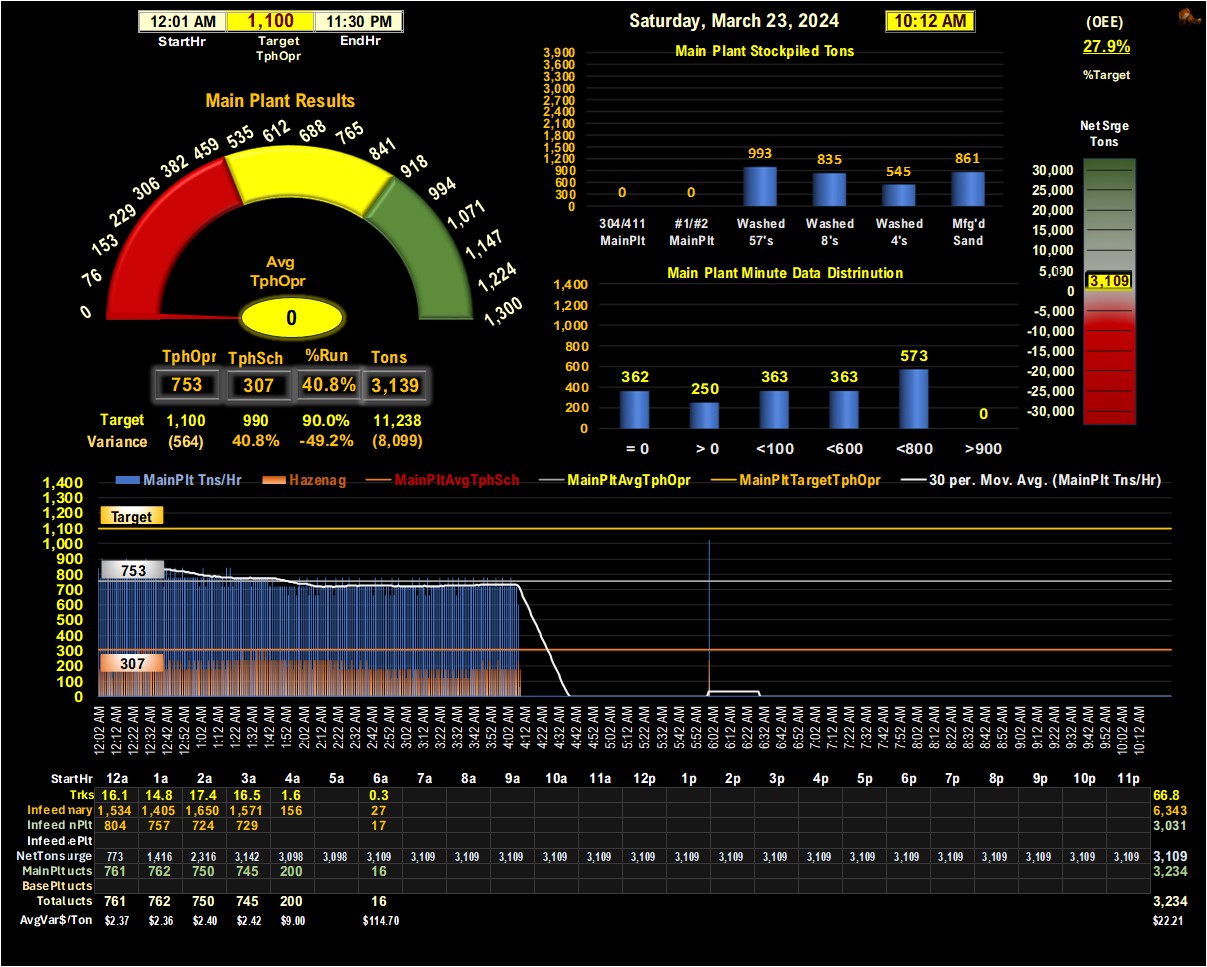 12:01 AM 1,100 11:30 PM
StartHr Target TphOpr EndHr
Saturday, March 23, 2024 10:12 AM
(OEE)
27.9%
%Target
Main Plant Results
0 76 153 229 306 382 459 535 612 688 765 841 918 994 1,071 1,147 1,224 1,300
Avg
TphOpr
0
TphOpr TphSch %Run Tons
753 307 40.8% 3,139
Target 1,100 990 90.0% 11,238
Variance (564) 40.8% -49.2% (8,099)
Main Plant Stockpiled Tons
3,900
3,600
3,300
3,000
2,700
2,400
2,100
1,800
1,500
1,200
900
600
300
0
0 0 993 835 545 861
304/411 #1/#2 Washed Washed Washed Mfg'd
MainPlt MainPlt 57's 8's 4's Sand
Main Plant Minute Data Distrinution
1,400
1,200
1,000
800
600
400
200
0
362 250 363 363 573 0
= 0 > 0 <100 <600 <800 >900
Net Srge
Tons
30,000
25,000
20,000
15,000
10,000
5,000
0
-5,000
-10,000
-15,000
-20,000
-25,000
-30,000
3,109
MainPlt Tns/Hr Hazenag MainPltAvgTphSch MainPltAvgTphOpr MainPltTargetTphOpr 30 per. Mov. Avg. (MainPlt Tns/Hr)
1,400
1,300
1,200
1,100
1,000
900
800
700
600
500
400
300
200
100
0
Target
753
307
12:02 AM 12:12 AM 12:22 AM 12:32 AM 12:42 AM 12:52 AM 1:02 AM 1:12 AM 1:22 AM 1:32 AM 1:42 AM 1:52 AM 2:02 AM 2:12 AM 2:22 AM 2:32 AM 2:42 AM 2:52 AM 3:02 AM 3:12 AM 3:22 AM 3:32 AM 3:42 AM 3:52 AM 4:02 AM 4:12 AM 4:22 AM 4:32 AM 4:42 AM 4:52 AM 5:02 AM 5:12 AM 5:22 AM 5:32 AM 5:42 AM 5:52 AM 6:02 AM 6:12 AM 6:22 AM 6:32 AM 6:42 AM 6:52 AM 7:02 AM 7:12 AM 7:22 AM 7:32 AM 7:42 AM 7:52 AM 8:02 AM 8:12 AM 8:22 AM 8:32 AM 8:42 AM 8:52 AM 9:02 AM 9:12 AM 9:22 AM 9:32 AM 9:42 AM 9:52 AM 10:02 AM 10:12 AM
StartHr 12a 1a 2a 3a 4a 5a 6a 7a 8a 9a 10a 11a 12p 1p 2p 3p 4p 5p 6p 7p 8p 9p 10p 11p
Trks 16.1 14.8 17.4 16.5 1.6 0.3 66.8
Infeed nary 1,534 1,405 1,650 1,571 156 27 6,343
Infeed nPlt 804 757 724 729 17 3,031
Infeed ePlt
NetTons urge 773 1,416 2,316 3,142 3,098 3,098 3,109 3,109 3,109 3,109 3,109 3,109 3,109 3,109 3,109 3,109 3,109 3,109 3,109 3,109 3,109 3,109 3,109 3,109 3,109
MainPlt ucts 761 762 750 745 200 16 3,234
BasePlt ucts
Total ucts 761 762 750 745 200 16 3,234
AvgVar$/Ton $2.37 $2.36 $2.40 $2.42 $9.00 $114.70 $22.21